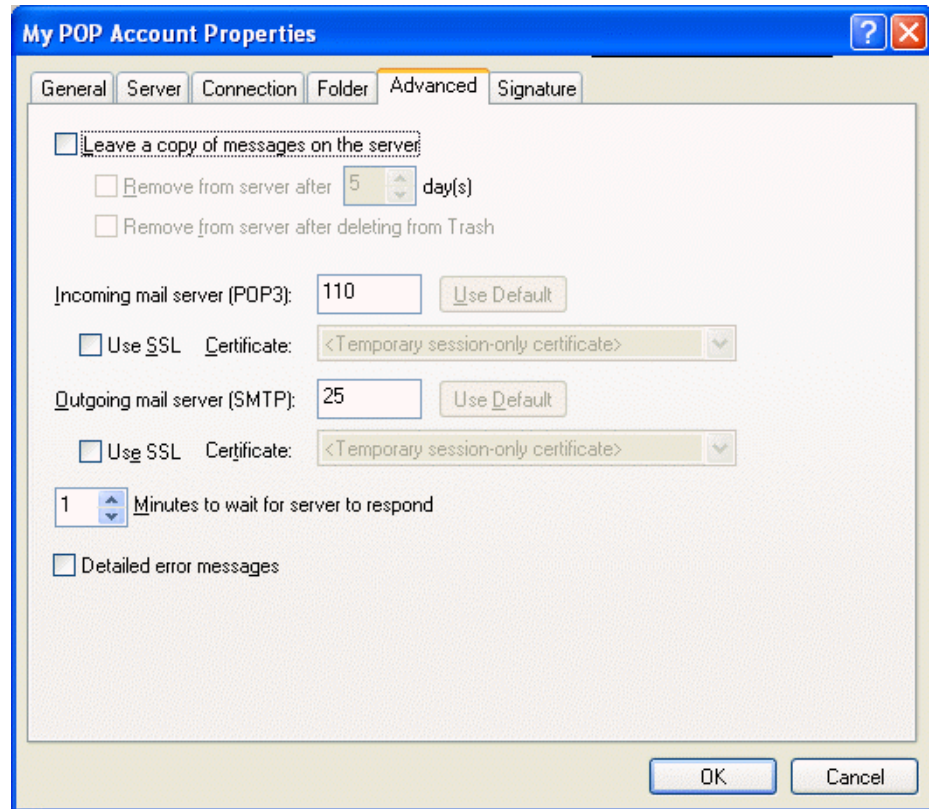 My POP Account Properties
General Server Connection Folder Advanced Signature
Leave a copy of messages on the server
Remove from server after 5 day(s)
Remove from server after deleting from Trash
Incoming mail server (POP3): 110 Use Default
Use SSL Certificate: <Temporary session-only certificate>
Outgoing mail server (SMTP): 25 Use Default
Use SSL Certificate: <Temporary session-only certificate>
1 Minutes to wait for server to respond
Detailed error messages
OK Cancel